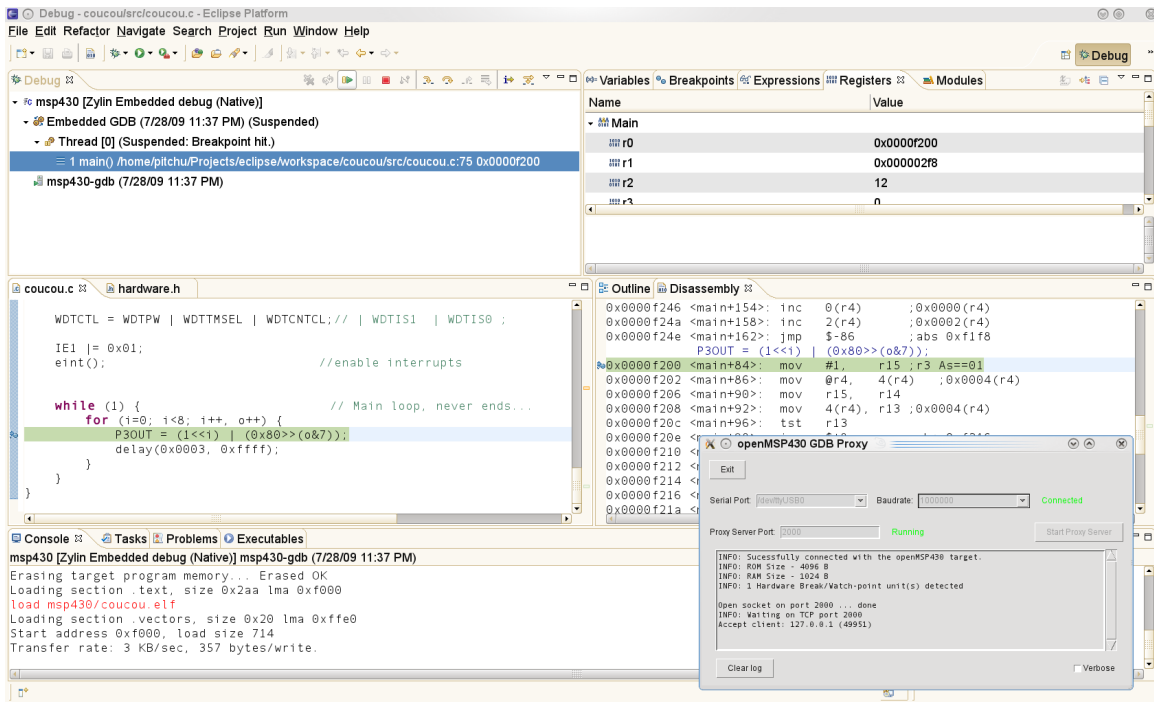 Debug - coucou/src/coucou.c - Eclipse Platform
File Edit Refactor Navigate Search Project Run Window Help
Debug
Debug
msp430 [Zylin Embedded debug (Native)]
Embedded GDB (7/28/09 11:37 PM) (Suspended)
Thread [0] (Suspended: Breakpoint hit.)
1 main() /home/pitchu/Projects/eclipse/workspace/coucou/src/coucou.c:75 0x0000f200
msp430-gdb (7/28/09 11:37 PM)
Variables Breakpoints Expressions Registers Modules
Name Value
Main
r0 0x0000f200
r1 0x000002f8
r2 12
r3 0
coucou.c hardware.h
WDTCTL = WDTPW | WDTTMSEL | WDTCNTCL;// | WDTIS1 | WDTIS0 ;
IE1 |= 0x01;
eint(); //enable interrupts
while (1) { // Main loop, never ends...
for (i=0; i<8; i++, o++) {
P3OUT = (1<<i) | (0x80>>(o&7));
delay(0x0003, 0xffff);
}
}
}
Outline Disassembly
0x0000f246 <main+154>: inc 0(r4) ;0x0000(r4)
0x0000f24a <main+158>: inc 2(r4) ;0x0002(r4)
0x0000f24e <main+162>: jmp $-86 ;abs 0xf1f8
P3OUT = (1<<i) | (0x80>>(o&7));
0x0000f200 <main+84>: mov #1, r15 ;r3 As==01
0x0000f202 <main+86>: mov @r4, 4(r4) ;0x0004(r4)
0x0000f206 <main+90>: mov r15, r14
0x0000f208 <main+92>: mov 4(r4), r13 ;0x0004(r4)
0x0000f20c <main+96>: tst r13
0x0000f20e
0x0000f210
0x0000f212
0x0000f214
0x0000f216
0x0000f21a
Console Tasks Problems Executables
msp430 [Zylin Embedded debug (Native)] msp430-gdb (7/28/09 11:37 PM)
Erasing target program memory... Erased OK
Loading section .text, size 0x2aa lma 0xf000
load msp430/coucou.elf
Loading section .vectors, size 0x20 lma 0xffe0
Start address 0xf000, load size 714
Transfer rate: 3 KB/sec, 357 bytes/write.
openMSP430 GDB Proxy
Exit
Serial Port: /dev/ttyUSB0 Baudrate: 1000000 Connected
Proxy Server Port: 2000 Running Start Proxy Server
INFO: Sucessfully connected with the openMSP430 target.
INFO: ROM Size - 4096 B
INFO: RAM Size - 1024 B
INFO: 1 Hardware Break/Watch-point unit(s) detected
Open socket on port 2000 ... done
INFO: Waiting on TCP port 2000
Accept client: 127.0.0.1 (49951)
Clear log Verbose